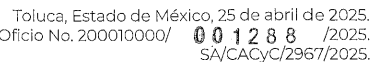 Toluca, Estado de México, 25 de abril de 2025.
Oficio No. 200010000/ 001288 /2025.
SA/CACyC/2967/2025.